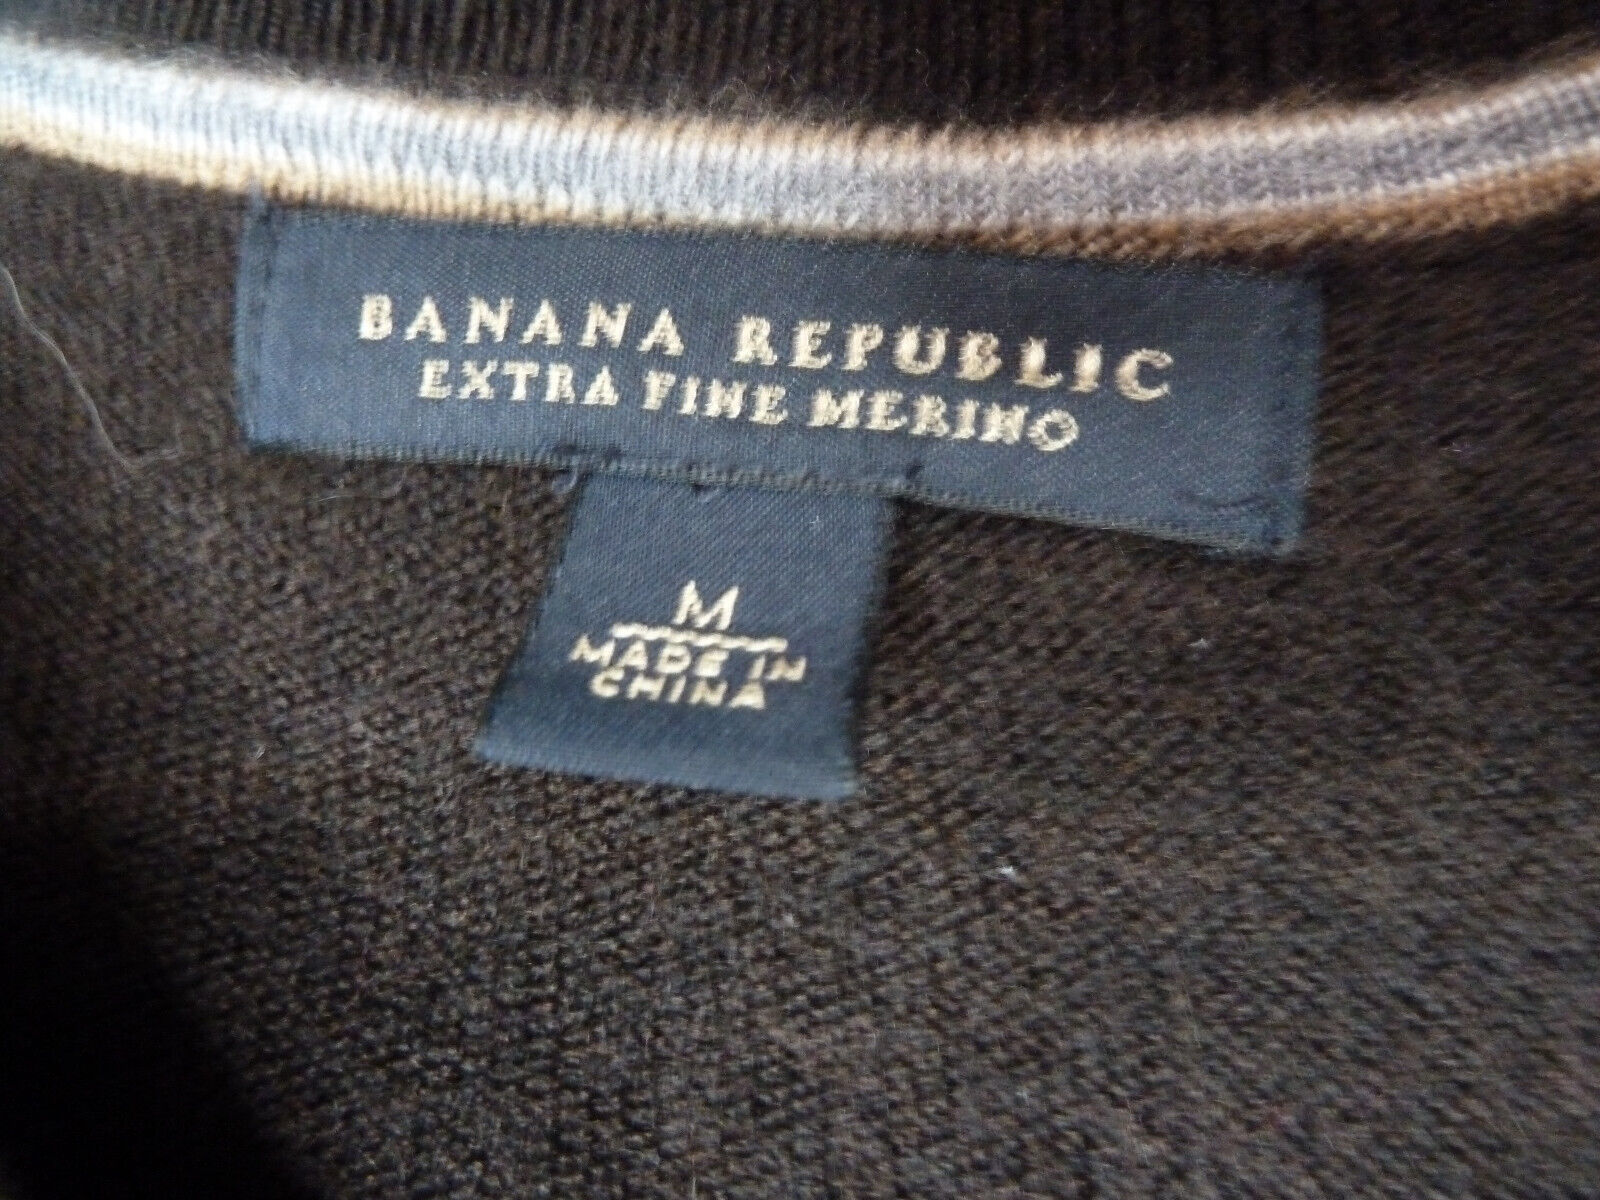 BANANA REPUBLIC
EXTRA FINE MERINO
M
MADE IN
CHINA